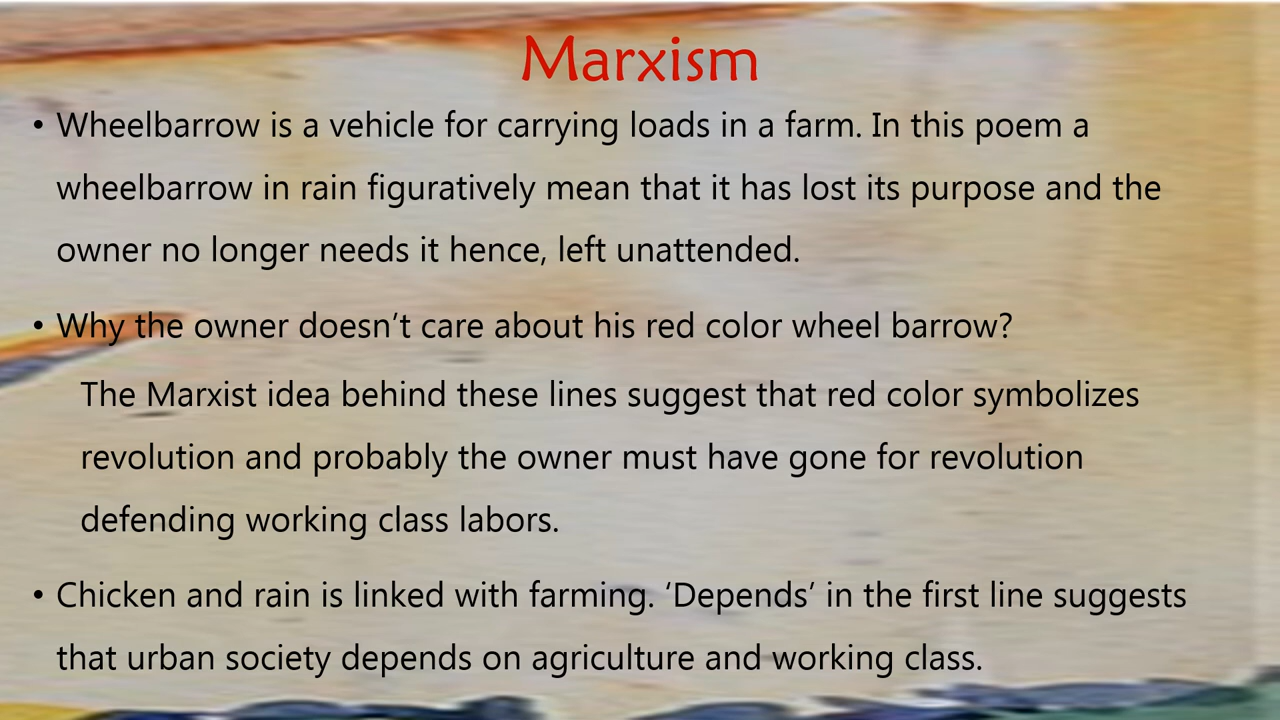 Marxism
• Wheelbarrow is a vehicle for carrying loads in a farm. In this poem a
wheelbarrow in rain figuratively mean that it has lost its purpose and the
owner no longer needs it hence, left unattended.
• Why the owner doesn’t care about his red color wheel barrow?
The Marxist idea behind these lines suggest that red color symbolizes
revolution and probably the owner must have gone for revolution
defending working class labors.
• Chicken and rain is linked with farming. ‘Depends’ in the first line suggests
that urban society depends on agriculture and working class.